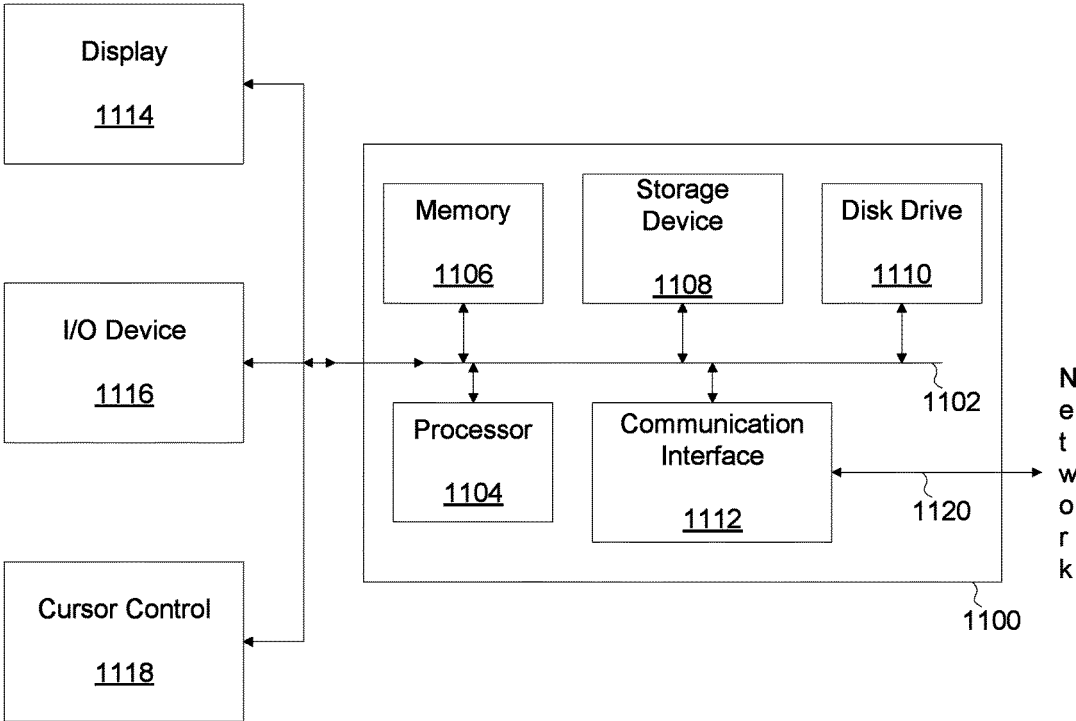 Display
1114
I/O Device
1116
Cursor Control
1118
Memory
1106
Storage
Device
1108
Disk Drive
1110
Processor
1104
Communication
Interface
1112
1102
1120
1100
Network